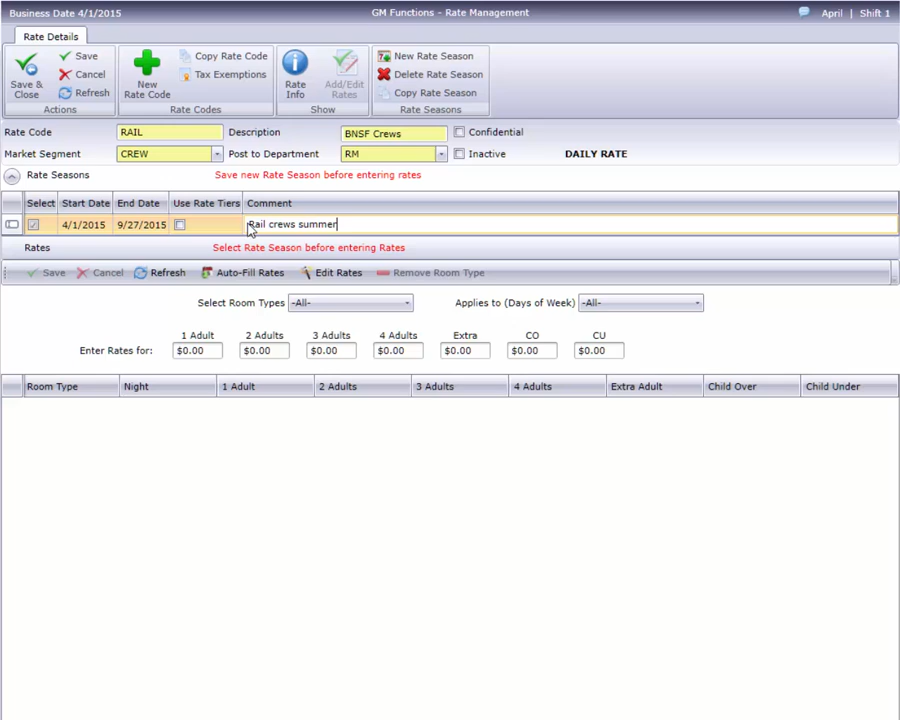 Business Date 4/1/2015 GM Functions - Rate Management April | Shift 1
Rate Details
Save & Close Save Cancel Refresh Actions
New Rate Code Copy Rate Code Tax Exemptions Rate Codes
Rate Info Add/Edit Rates Show
New Rate Season Delete Rate Season Copy Rate Season Rate Seasons
Rate Code RAIL Description BNSF Crews Confidential
Market Segment CREW Post to Department RM Inactive DAILY RATE
Rate Seasons Save new Rate Season before entering rates
Select Start Date End Date Use Rate Tiers Comment
4/1/2015 9/27/2015 Rail crews summer
Rates Select Rate Season before entering Rates
Save Cancel Refresh Auto-Fill Rates Edit Rates Remove Room Type
Select Room Types -All- Applies to (Days of Week) -All-
1 Adult 2 Adults 3 Adults 4 Adults Extra CO CU
Enter Rates for: $0.00 $0.00 $0.00 $0.00 $0.00 $0.00 $0.00
Room Type Night 1 Adult 2 Adults 3 Adults 4 Adults Extra Adult Child Over Child Under